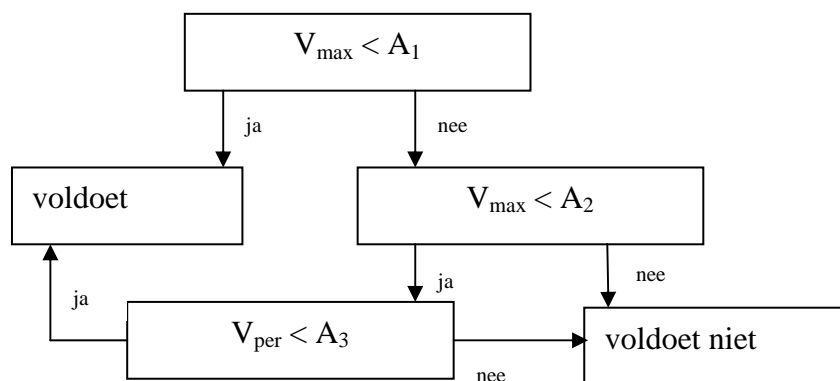 V_max < A_1
ja
nee
voldoet
V_max < A_2
ja
ja
nee
V_per < A_3
voldoet niet
nee